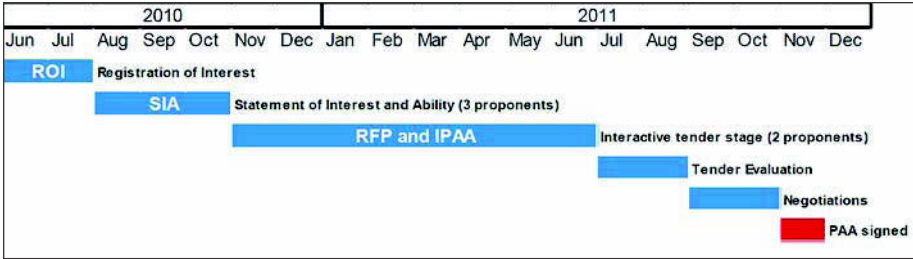 2010 2011
Jun Jul Aug Sep Oct Nov Dec Jan Feb Mar Apr May Jun Jul Aug Sep Oct Nov Dec
ROI Registration of Interest
SIA Statement of Interest and Ability (3 proponents)
RFP and IPAA Interactive tender stage (2 proponents)
Tender Evaluation
Negotiations
PAA signed